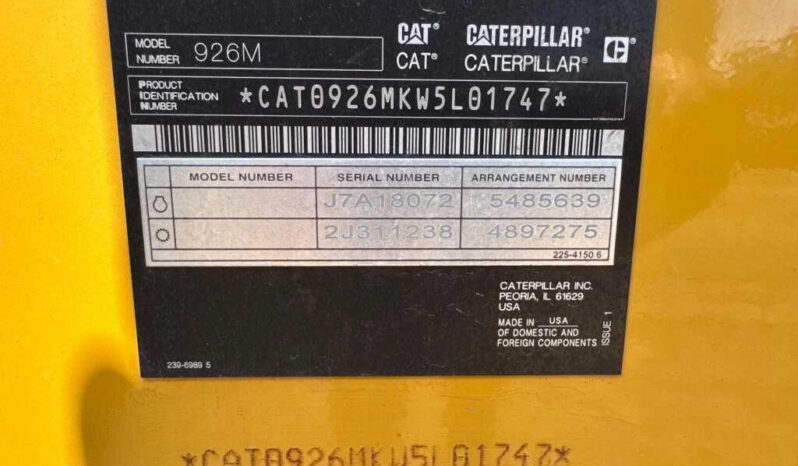 CAT® CATERPILLAR®
MODEL NUMBER 926M
CAT® CATERPILLAR®
PRODUCT IDENTIFICATION NUMBER *CAT0926MKW5L01747*
MODEL NUMBER SERIAL NUMBER ARRANGEMENT NUMBER
J7A18072 5485639
2J311238 4897275
225-4150 6
CATERPILLAR INC.
PEORIA, IL 61629
USA
MADE IN USA
OF DOMESTIC AND
FOREIGN COMPONENTS
ISSUE 1
239-6989 5
*CAT0926MKW5L01747*